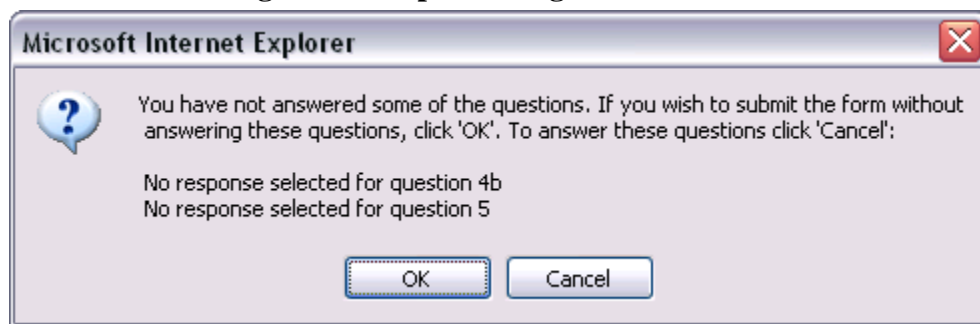 Microsoft Internet Explorer
You have not answered some of the questions. If you wish to submit the form without
answering these questions, click 'OK'. To answer these questions click 'Cancel':
No response selected for question 4b
No response selected for question 5
OK Cancel